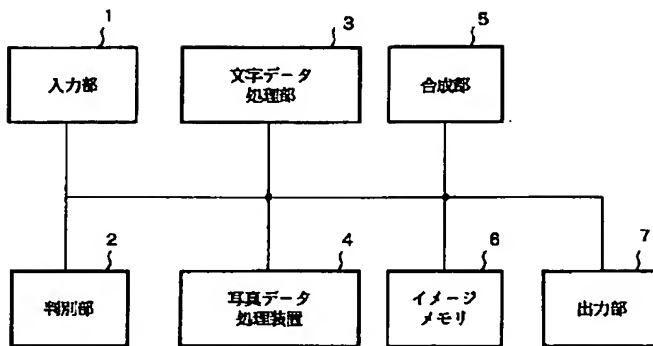 1
入力部
3
文字データ
処理部
5
合成部
2
判別部
4
写真データ
処理装置
6
イメージ
メモリ
7
出力部